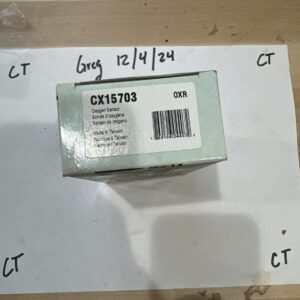 Greg 12/4/24
CT
CT
CX15703
OXR
Oxygen Sensor
Sonde d'oxygène
Sensor de oxígeno
Made in Taiwan
Fabriqué à Taiwan
Hecho en Taiwan
CT
CT